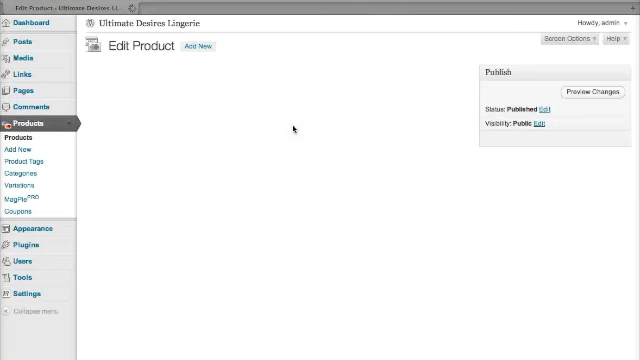 Edit Product ‹ Ultimate Desires Li...
Ultimate Desires Lingerie
Howdy, admin
Screen Options
Help
Edit Product
Add New
Dashboard
Posts
Media
Links
Pages
Comments
Products
Products
Add New
Product Tags
Categories
Variations
MagPie PRO
Coupons
Appearance
Plugins
Users
Tools
Settings
Collapse menu
Publish
Preview Changes
Status: Published Edit
Visibility: Public Edit